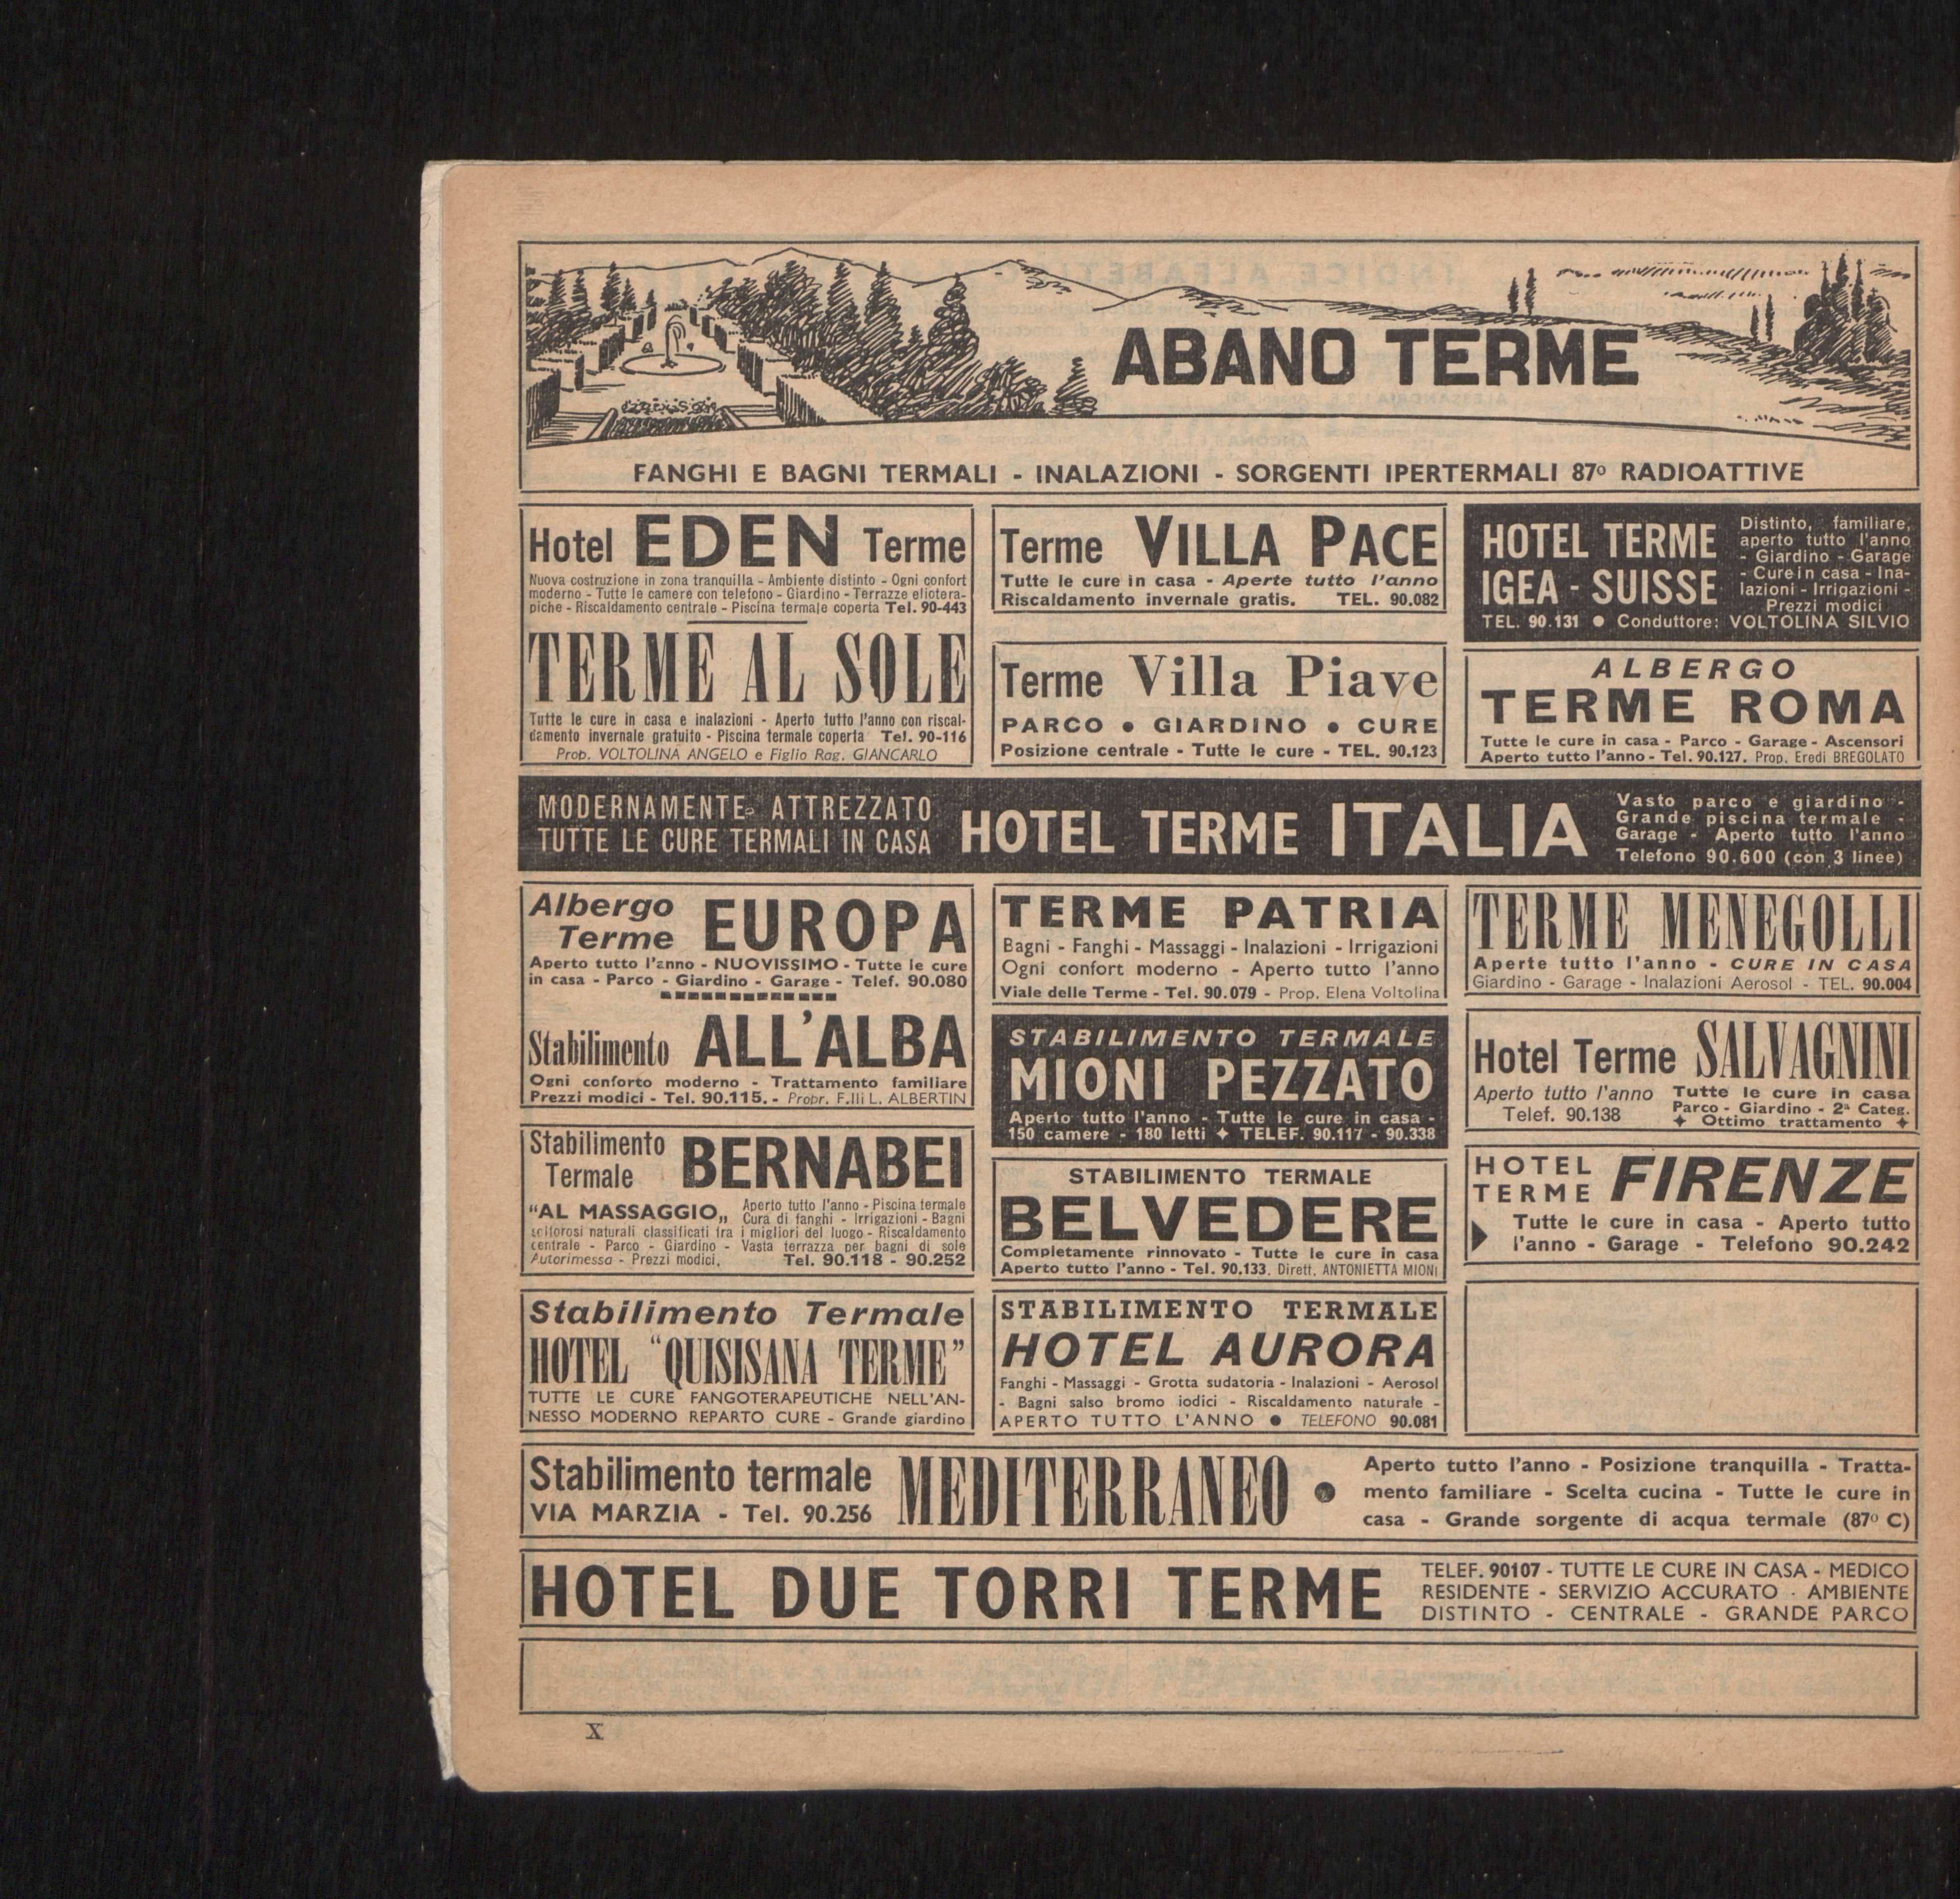 ABANO TERME
FANGHI E BAGNI TERMALI - INALAZIONI - SORGENTI IPERTERMALI 87º RADIOATTIVE
Hotel EDEN Terme
Nuova costruzione in zona tranquilla - Ambiente distinto - Ogni confort
moderno - Tutte le camere con telefono - Giardino - Terrazze eliotera-
piche - Riscaldamento centrale - Piscina termale coperta Tel. 90-443
TERME AL SOLE
Tutte le cure in casa e inalazioni - Aperto tutto l'anno con riscal-
damento invernale gratuito - Piscina termale coperta Tel. 90-116
Prop. VOLTOLINA ANGELO e Figlio Rag. GIANCARLO
Terme VILLA PACE
Tutte le cure in casa - Aperte tutto l'anno
Riscaldamento invernale gratis. TEL. 90.082
Terme Villa Piave
PARCO ● GIARDINO ● CURE
Posizione centrale - Tutte le cure - TEL. 90.123
HOTEL TERME
IGEA - SUISSE
Distinto, familiare,
aperto tutto l'anno
- Giardino - Garage
- Cure in casa - Ina-
lazioni - Irrigazioni -
Prezzi modici
TEL. 90.131 ● Conduttore: VOLTOLINA SILVIO
ALBERGO
TERME ROMA
Tutte le cure in casa - Parco - Garage - Ascensori
Aperto tutto l'anno - Tel. 90.127. Prop. Eredi BREGOLATO
MODERNAMENTE ATTREZZATO
TUTTE LE CURE TERMALI IN CASA
HOTEL TERME ITALIA
Vasto parco e giardino -
Grande piscina termale -
Garage - Aperto tutto l'anno
Telefono 90.600 (con 3 linee)
Albergo
Terme EUROPA
Aperto tutto l'anno - NUOVISSIMO - Tutte le cure
in casa - Parco - Giardino - Garage - Telef. 90.080
Stabilimento ALL'ALBA
Ogni conforto moderno - Trattamento familiare
Prezzi modici - Tel. 90.115. - Propr. F.lli L. ALBERTIN
Stabilimento
Termale BERNABEI
"AL MASSAGGIO„ Aperto tutto l'anno - Piscina termale
Cura di fanghi - Irrigazioni - Bagni
solforosi naturali classificati fra i migliori del luogo - Riscaldamento
centrale - Parco - Giardino - Vasta terrazza per bagni di sole
Autorimessa - Prezzi modici. Tel. 90.118 - 90.252
Stabilimento Termale
HOTEL "QUISISANA TERME"
TUTTE LE CURE FANGOTERAPEUTICHE NELL'AN-
NESSO MODERNO REPARTO CURE - Grande giardino
TERME PATRIA
Bagni - Fanghi - Massaggi - Inalazioni - Irrigazioni
Ogni confort moderno - Aperto tutto l'anno
Viale delle Terme - Tel. 90.079 - Prop. Elena Voltolina
STABILIMENTO TERMALE
MIONI PEZZATO
Aperto tutto l'anno - Tutte le cure in casa -
150 camere - 180 letti ✦ TELEF. 90.117 - 90.338
STABILIMENTO TERMALE
BELVEDERE
Completamente rinnovato - Tutte le cure in casa
Aperto tutto l'anno - Tel. 90.133. Dirett. ANTONIETTA MIONI
STABILIMENTO TERMALE
HOTEL AURORA
Fanghi - Massaggi - Grotta sudatoria - Inalazioni - Aerosol
- Bagni salso bromo iodici - Riscaldamento naturale -
APERTO TUTTO L'ANNO ● TELEFONO 90.081
TERME MENEGOLLI
Aperte tutto l'anno - CURE IN CASA
Giardino - Garage - Inalazioni Aerosol - TEL. 90.004
Hotel Terme SALVAGNINI
Aperto tutto l'anno
Telef. 90.138
Tutte le cure in casa
Parco - Giardino - 2ª Categ.
✦ Ottimo trattamento ✦
HOTEL
TERME FIRENZE
Tutte le cure in casa - Aperto tutto
l'anno - Garage - Telefono 90.242
Stabilimento termale
VIA MARZIA - Tel. 90.256
MEDITERRANEO ●
Aperto tutto l'anno - Posizione tranquilla - Tratta-
mento familiare - Scelta cucina - Tutte le cure in
casa - Grande sorgente di acqua termale (87º C)
HOTEL DUE TORRI TERME
TELEF. 90107 - TUTTE LE CURE IN CASA - MEDICO
RESIDENTE - SERVIZIO ACCURATO - AMBIENTE
DISTINTO - CENTRALE - GRANDE PARCO
X